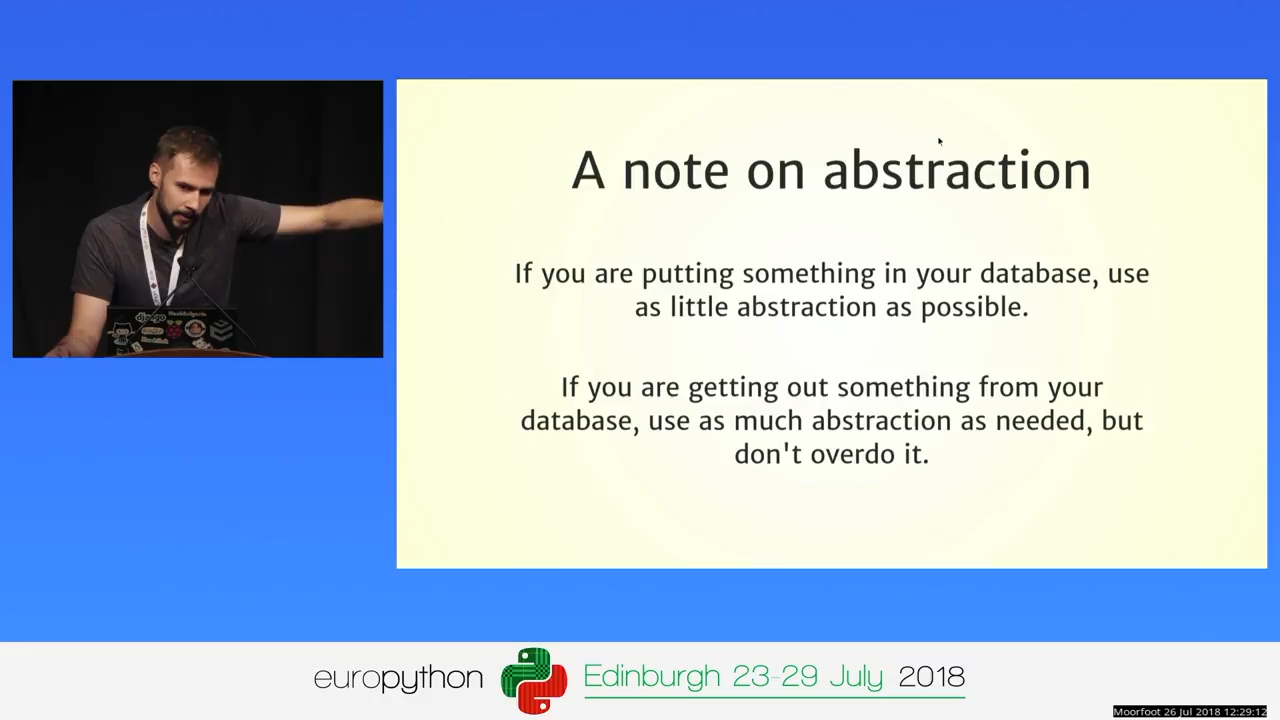 A note on abstraction
If you are putting something in your database, use
as little abstraction as possible.
If you are getting out something from your
database, use as much abstraction as needed, but
don't overdo it.
django
HackBulgaria
europython
Edinburgh 23-29 July 2018
Moorfoot 26 Jul 2018 12:29:12